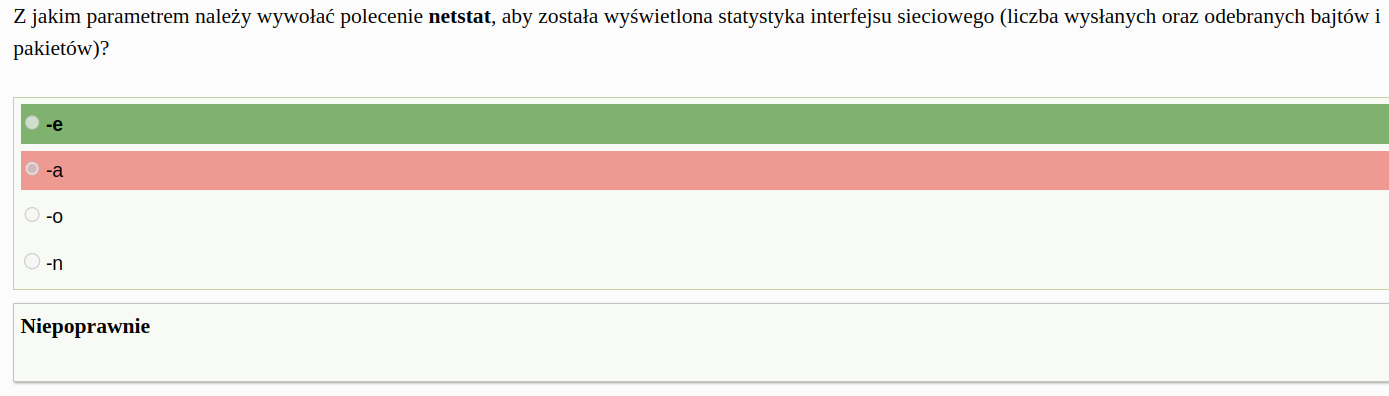 Z jakim parametrem należy wywołać polecenie netstat, aby została wyświetlona statystyka interfejsu sieciowego (liczba wysłanych oraz odebranych bajtów i
pakietów)?
-e
-a
-o
-n
Niepoprawnie